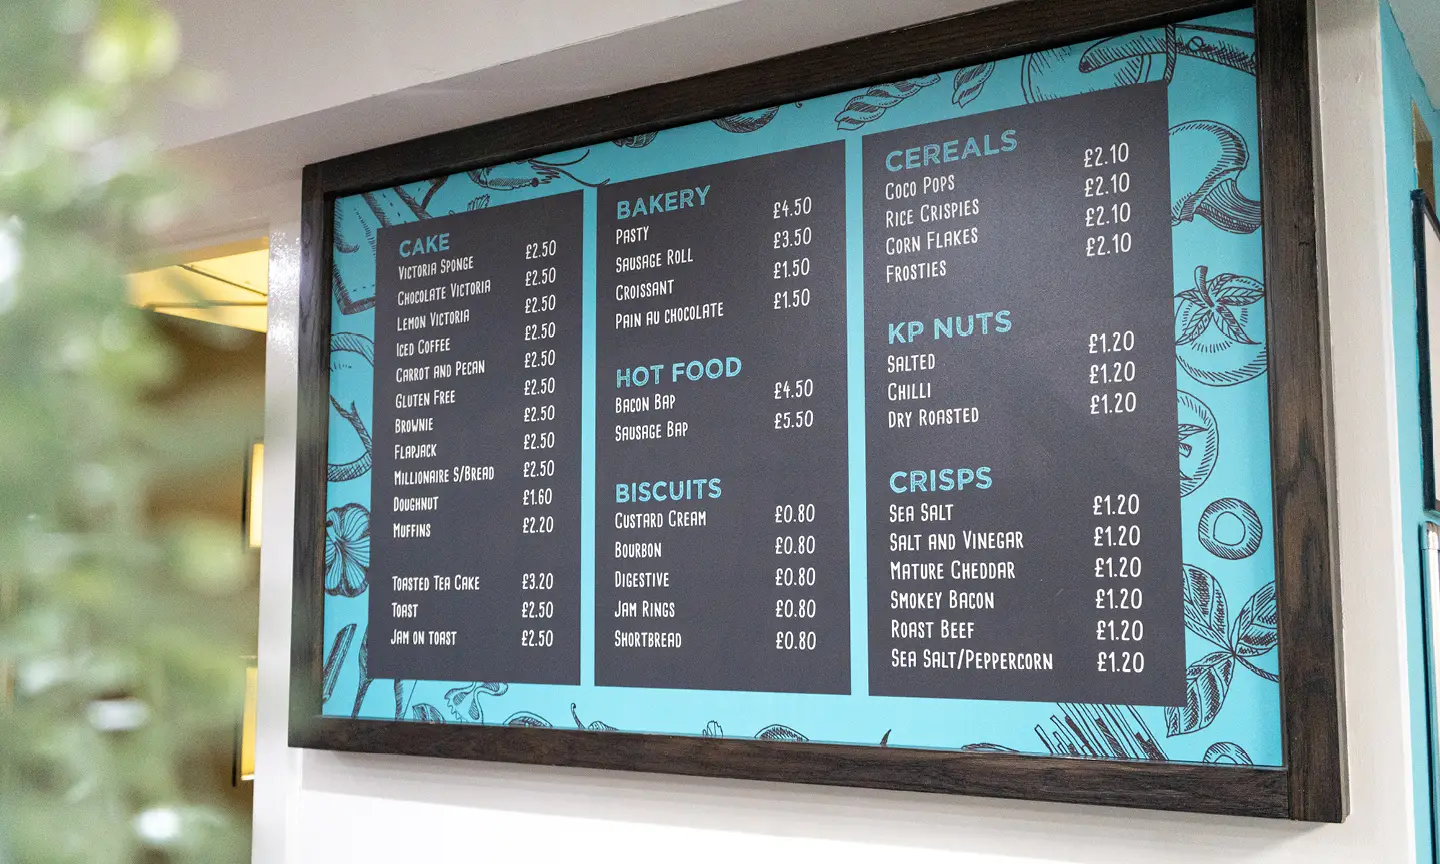 CAKE
VICTORIA SPONGE £2.50
CHOCOLATE VICTORIA £2.50
LEMON VICTORIA £2.50
ICED COFFEE £2.50
CARROT AND PECAN £2.50
GLUTEN FREE £2.50
BROWNIE £2.50
FLAPJACK £2.50
MILLIONAIRE S/BREAD £2.50
DOUGHNUT £1.60
MUFFINS £2.20
TOASTED TEA CAKE £3.20
TOAST £2.50
JAM ON TOAST £2.50
BAKERY
PASTY £4.50
SAUSAGE ROLL £3.50
CROISSANT £1.50
PAIN AU CHOCOLATE £1.50
HOT FOOD
BACON BAP £4.50
SAUSAGE BAP £5.50
BISCUITS
CUSTARD CREAM £0.80
BOURBON £0.80
DIGESTIVE £0.80
JAM RINGS £0.80
SHORTBREAD £0.80
CEREALS
COCO POPS £2.10
RICE CRISPIES £2.10
CORN FLAKES £2.10
FROSTIES £2.10
KP NUTS
SALTED £1.20
CHILLI £1.20
DRY ROASTED £1.20
CRISPS
SEA SALT £1.20
SALT AND VINEGAR £1.20
MATURE CHEDDAR £1.20
SMOKEY BACON £1.20
ROAST BEEF £1.20
SEA SALT/PEPPERCORN £1.20